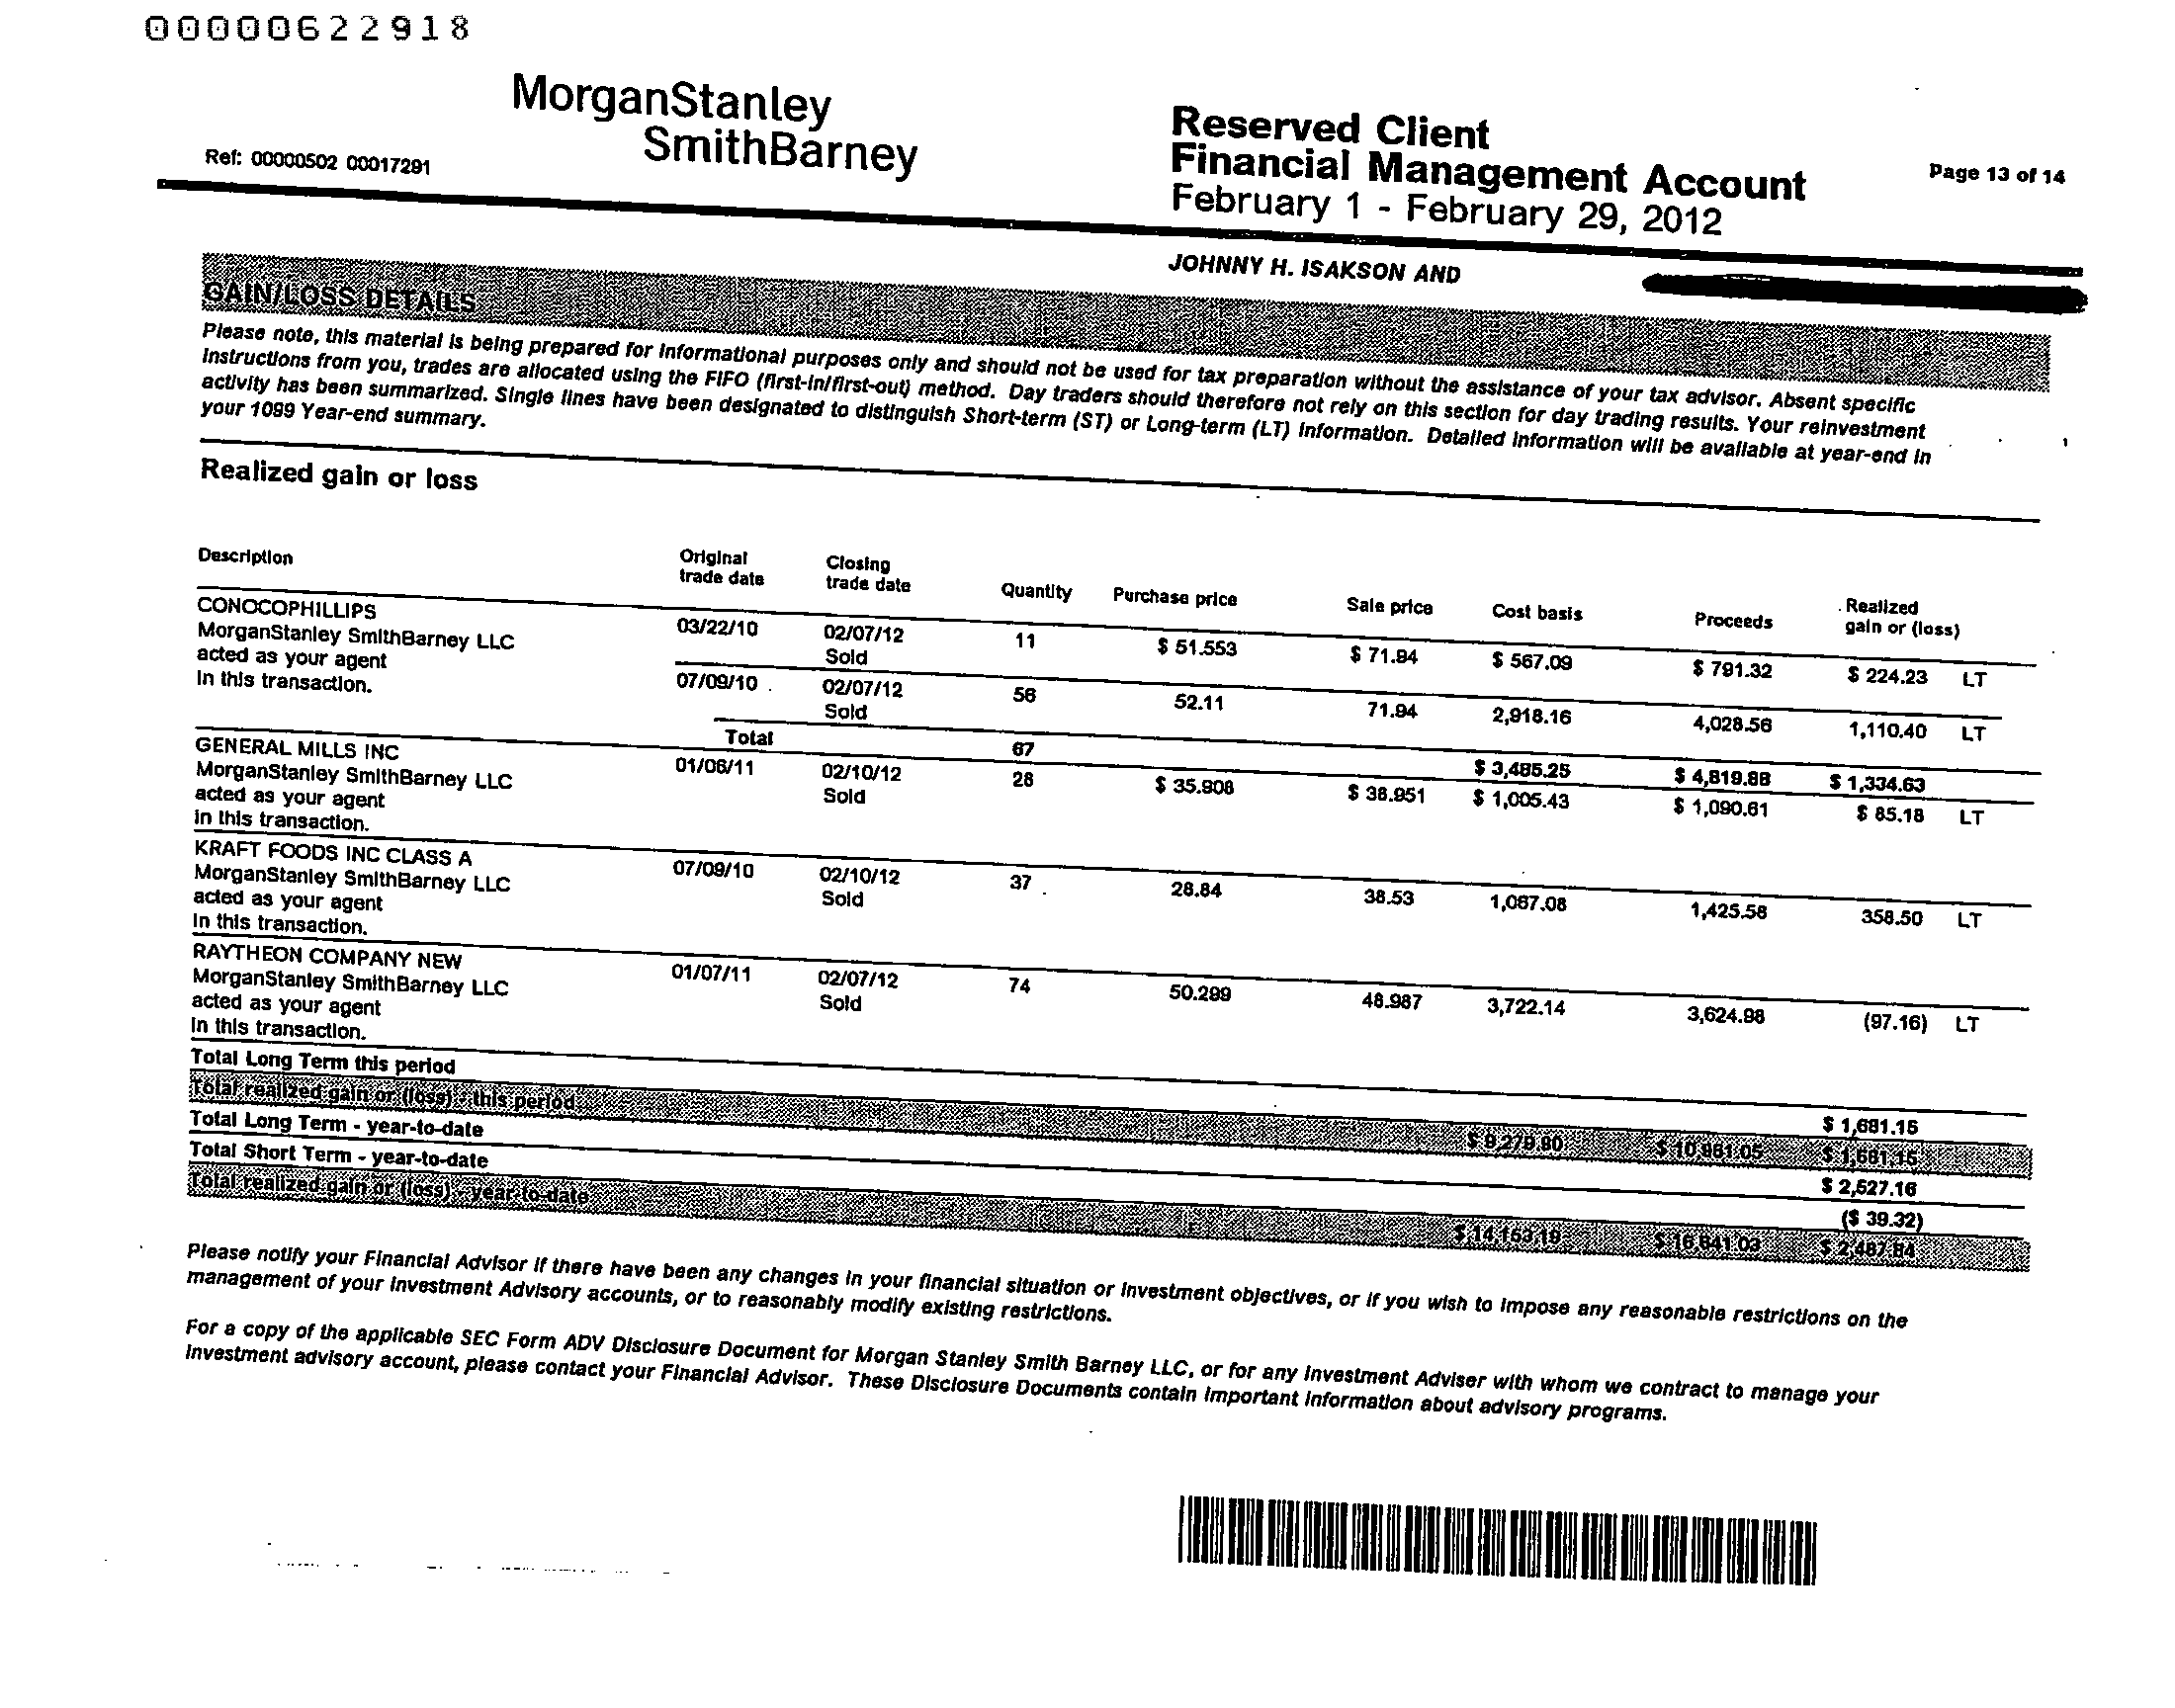 00000622918
MorganStanley
SmithBarney
Ref: 00000502 00017291
Reserved Client
Financial Management Account
February 1 - February 29, 2012
Page 13 of 14
JOHNNY H. ISAKSON AND
GAIN/LOSS DETAILS
Please note, this material is being prepared for informational purposes only and should not be used for tax preparation without the assistance of your tax advisor. Absent specific
instructions from you, trades are allocated using the FIFO (first-in/first-out) method. Day traders should therefore not rely on this section for day trading results. Your reinvestment
activity has been summarized. Single lines have been designated to distinguish Short-term (ST) or Long-term (LT) information. Detailed information will be available at year-end in
your 1099 Year-end summary.
Realized gain or loss
Description Original trade date Closing trade date Quantity Purchase price Sale price Cost basis Proceeds Realized gain or (loss)
CONOCOPHILLIPS 03/22/10 02/07/12 11 $ 51.553 $ 71.94 $ 567.09 $ 791.32 $ 224.23 LT
MorganStanley SmithBarney LLC Sold
acted as your agent 07/09/10 02/07/12 56 52.11 71.94 2,918.16 4,028.56 1,110.40 LT
in this transaction. Sold
Total 67 $ 3,485.25 $ 4,819.88 $ 1,334.63
GENERAL MILLS INC 01/06/11 02/10/12 28 $ 35.908 $ 38.951 $ 1,005.43 $ 1,090.61 $ 85.18 LT
MorganStanley SmithBarney LLC Sold
acted as your agent
in this transaction.
KRAFT FOODS INC CLASS A 07/09/10 02/10/12 37 28.84 38.53 1,067.08 1,425.58 358.50 LT
MorganStanley SmithBarney LLC Sold
acted as your agent
in this transaction.
RAYTHEON COMPANY NEW 01/07/11 02/07/12 74 50.299 48.987 3,722.14 3,624.98 (97.16) LT
MorganStanley SmithBarney LLC Sold
acted as your agent
in this transaction.
Total Long Term this period $ 1,681.15
Total realized gain or (loss) - this period $ 9,279.90 $ 10,961.05 $ 1,681.15
Total Long Term - year-to-date $ 2,527.16
Total Short Term - year-to-date ($ 39.32)
Total realized gain or (loss) - year-to-date $ 14,153.19 $ 16,641.03 $ 2,487.84
Please notify your Financial Advisor if there have been any changes in your financial situation or investment objectives, or if you wish to impose any reasonable restrictions on the
management of your Investment Advisory accounts, or to reasonably modify existing restrictions.
For a copy of the applicable SEC Form ADV Disclosure Document for Morgan Stanley Smith Barney LLC, or for any Investment Adviser with whom we contract to manage your
investment advisory account, please contact your Financial Advisor. These Disclosure Documents contain important information about advisory programs.